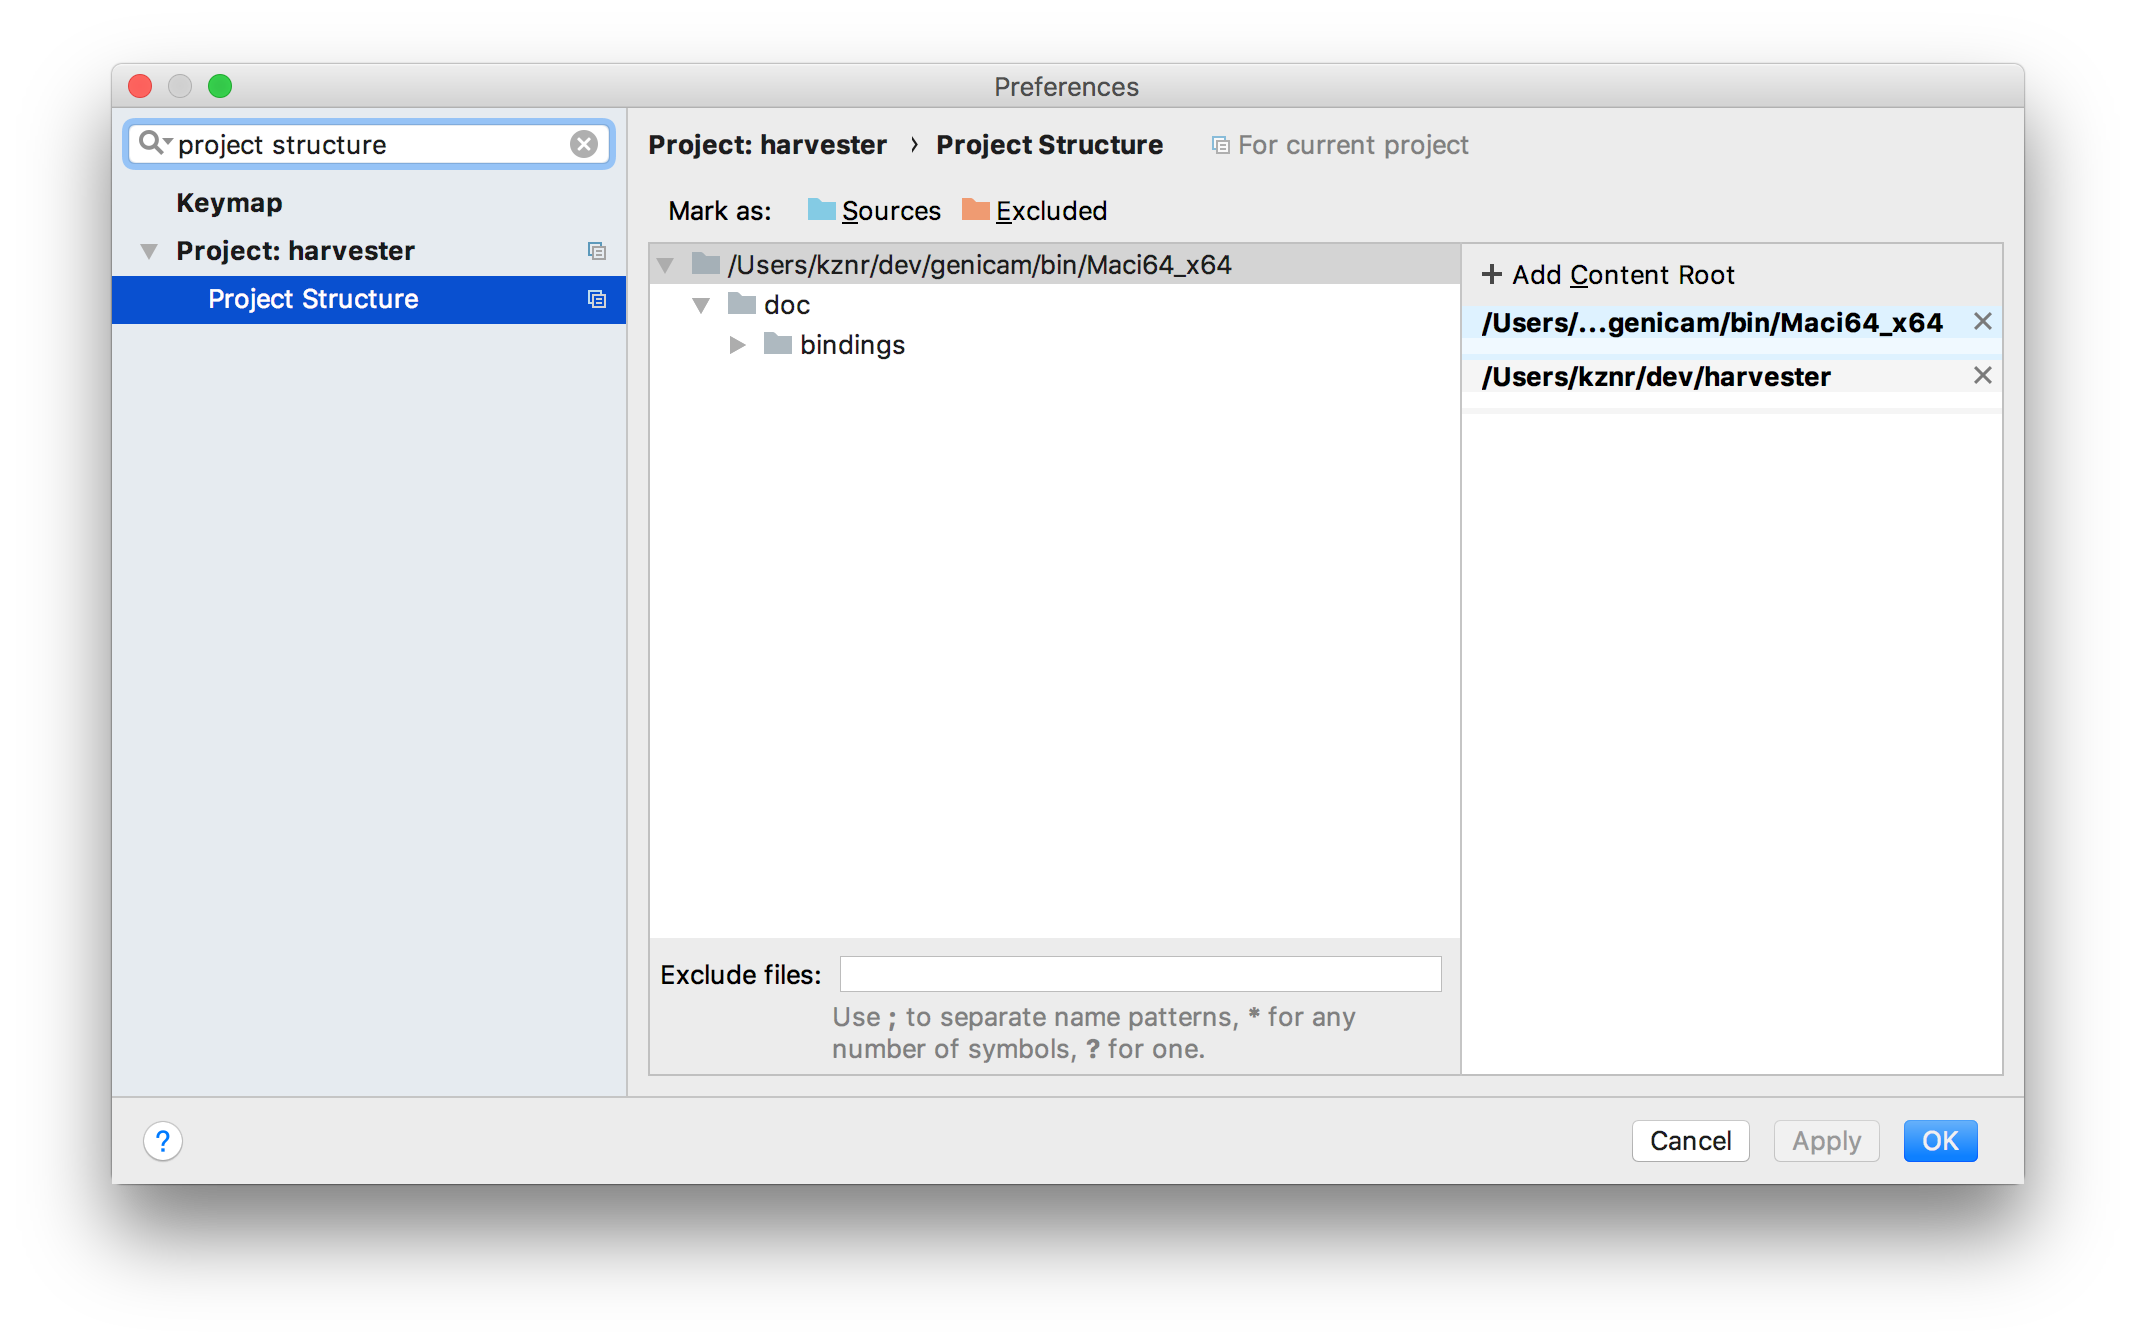 Preferences
project structure
Keymap
Project: harvester
Project Structure
Project: harvester › Project Structure For current project
Mark as: Sources Excluded
/Users/kznr/dev/genicam/bin/Maci64_x64
doc
bindings
+ Add Content Root
/Users/...genicam/bin/Maci64_x64
/Users/kznr/dev/harvester
Exclude files:
Use ; to separate name patterns, * for any
number of symbols, ? for one.
?
Cancel
Apply
OK